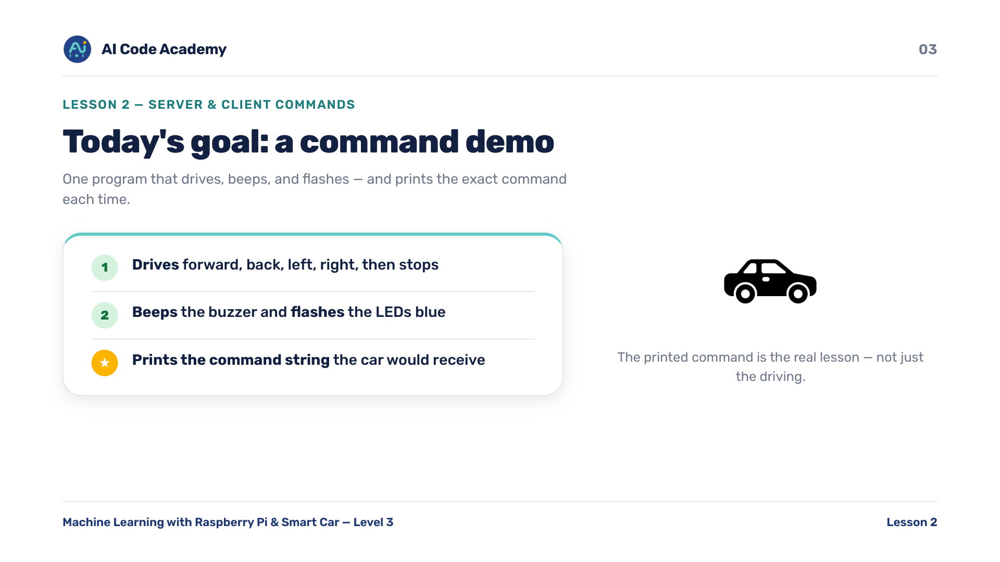 AI Code Academy
03
LESSON 2 — SERVER & CLIENT COMMANDS
Today's goal: a command demo
One program that drives, beeps, and flashes — and prints the exact command
each time.
1 Drives forward, back, left, right, then stops
2 Beeps the buzzer and flashes the LEDs blue
★ Prints the command string the car would receive
The printed command is the real lesson — not just
the driving.
Machine Learning with Raspberry Pi & Smart Car — Level 3
Lesson 2